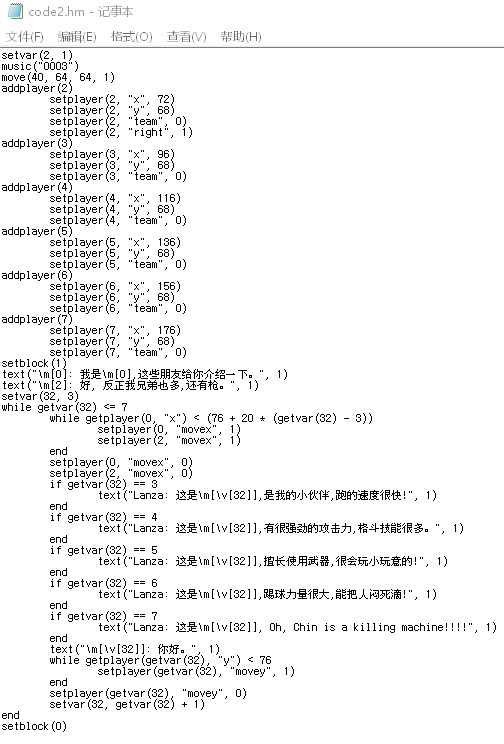 code2.hm - 记事本
文件(F) 编辑(E) 格式(O) 查看(V) 帮助(H)
setvar(2, 1)
music("0003")
move(40, 64, 64, 1)
addplayer(2)
setplayer(2, "x", 72)
setplayer(2, "y", 68)
setplayer(2, "team", 0)
setplayer(2, "right", 1)
addplayer(3)
setplayer(3, "x", 96)
setplayer(3, "y", 68)
setplayer(3, "team", 0)
addplayer(4)
setplayer(4, "x", 116)
setplayer(4, "y", 68)
setplayer(4, "team", 0)
addplayer(5)
setplayer(5, "x", 136)
setplayer(5, "y", 68)
setplayer(5, "team", 0)
addplayer(6)
setplayer(6, "x", 156)
setplayer(6, "y", 68)
setplayer(6, "team", 0)
addplayer(7)
setplayer(7, "x", 176)
setplayer(7, "y", 68)
setplayer(7, "team", 0)
setblock(1)
text("\m[0]: 我是\m[0],这些朋友给你介绍一下。", 1)
text("\m[2]: 好, 反正我兄弟也多,还有枪。", 1)
setvar(32, 3)
while getvar(32) <= 7
while getplayer(0, "x") < (76 + 20 * (getvar(32) - 3))
setplayer(0, "movex", 1)
setplayer(2, "movex", 1)
end
setplayer(0, "movex", 0)
setplayer(2, "movex", 0)
if getvar(32) == 3
text("Lanza: 这是\m[\v[32]],是我的小伙伴,跑的速度很快!", 1)
end
if getvar(32) == 4
text("Lanza: 这是\m[\v[32]],有很强劲的攻击力,格斗技能很多。", 1)
end
if getvar(32) == 5
text("Lanza: 这是\m[\v[32]],擅长使用武器,很会玩小玩意的!", 1)
end
if getvar(32) == 6
text("Lanza: 这是\m[\v[32]],踢球力量很大,能把人闷死滴!", 1)
end
if getvar(32) == 7
text("Lanza: 这是\m[\v[32]], Oh, Chin is a killing machine!!!!", 1)
end
text("\m[\v[32]]: 你好。", 1)
while getplayer(getvar(32), "y") < 76
setplayer(getvar(32), "movey", 1)
end
setplayer(getvar(32), "movey", 0)
setvar(32, getvar(32) + 1)
end
setblock(0)